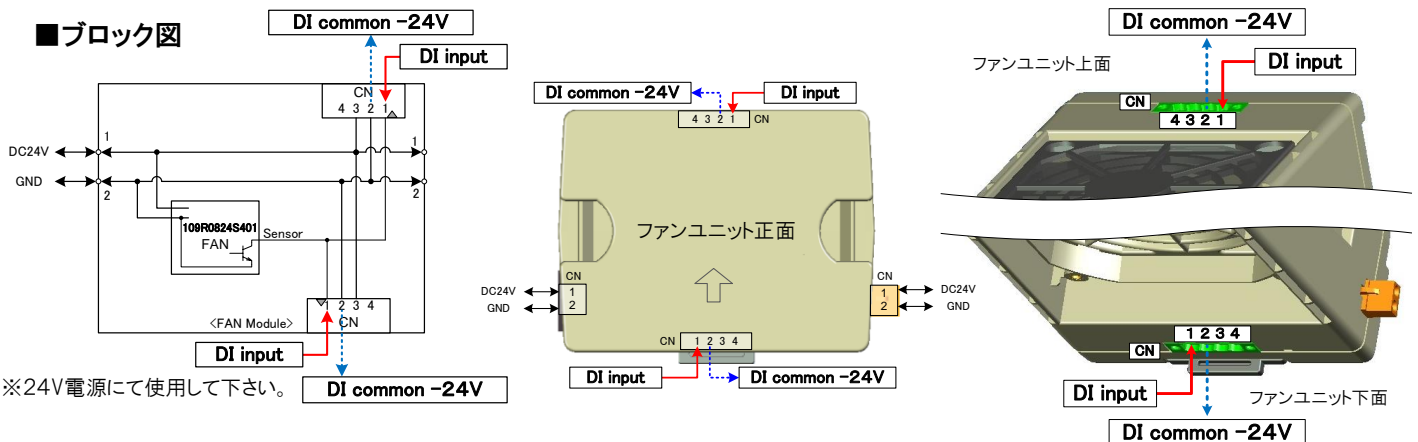 ■ブロック図
DI common -24V
DI input
CN
4 3 2 1
DC24V
1
1
GND
2
2
109R0824S401
FAN
Sensor
1 2 3 4
<FAN Module>
CN
DI input
DI common -24V
※24V電源にて使用して下さい。
DI common -24V
DI input
4 3 2 1
CN
ファンユニット正面
CN
DC24V
1
GND
2
CN
1
DC24V
2
GND
CN
1 2 3 4
DI input
DI common -24V
DI common -24V
ファンユニット上面
DI input
CN
4 3 2 1
1 2 3 4
CN
DI input
ファンユニット下面
DI common -24V